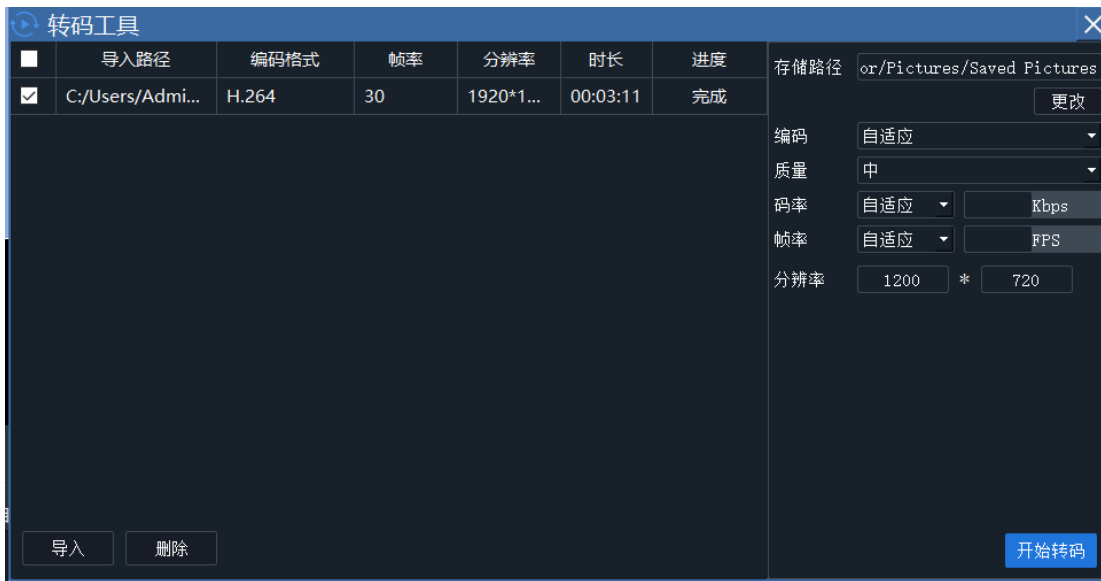 转码工具
导入路径 编码格式 帧率 分辨率 时长 进度
C:/Users/Admi... H.264 30 1920*1... 00:03:11 完成
存储路径 or/Pictures/Saved Pictures
更改
编码 自适应
质量 中
码率 自适应 Kbps
帧率 自适应 FPS
分辨率 1200 * 720
导入 删除
开始转码